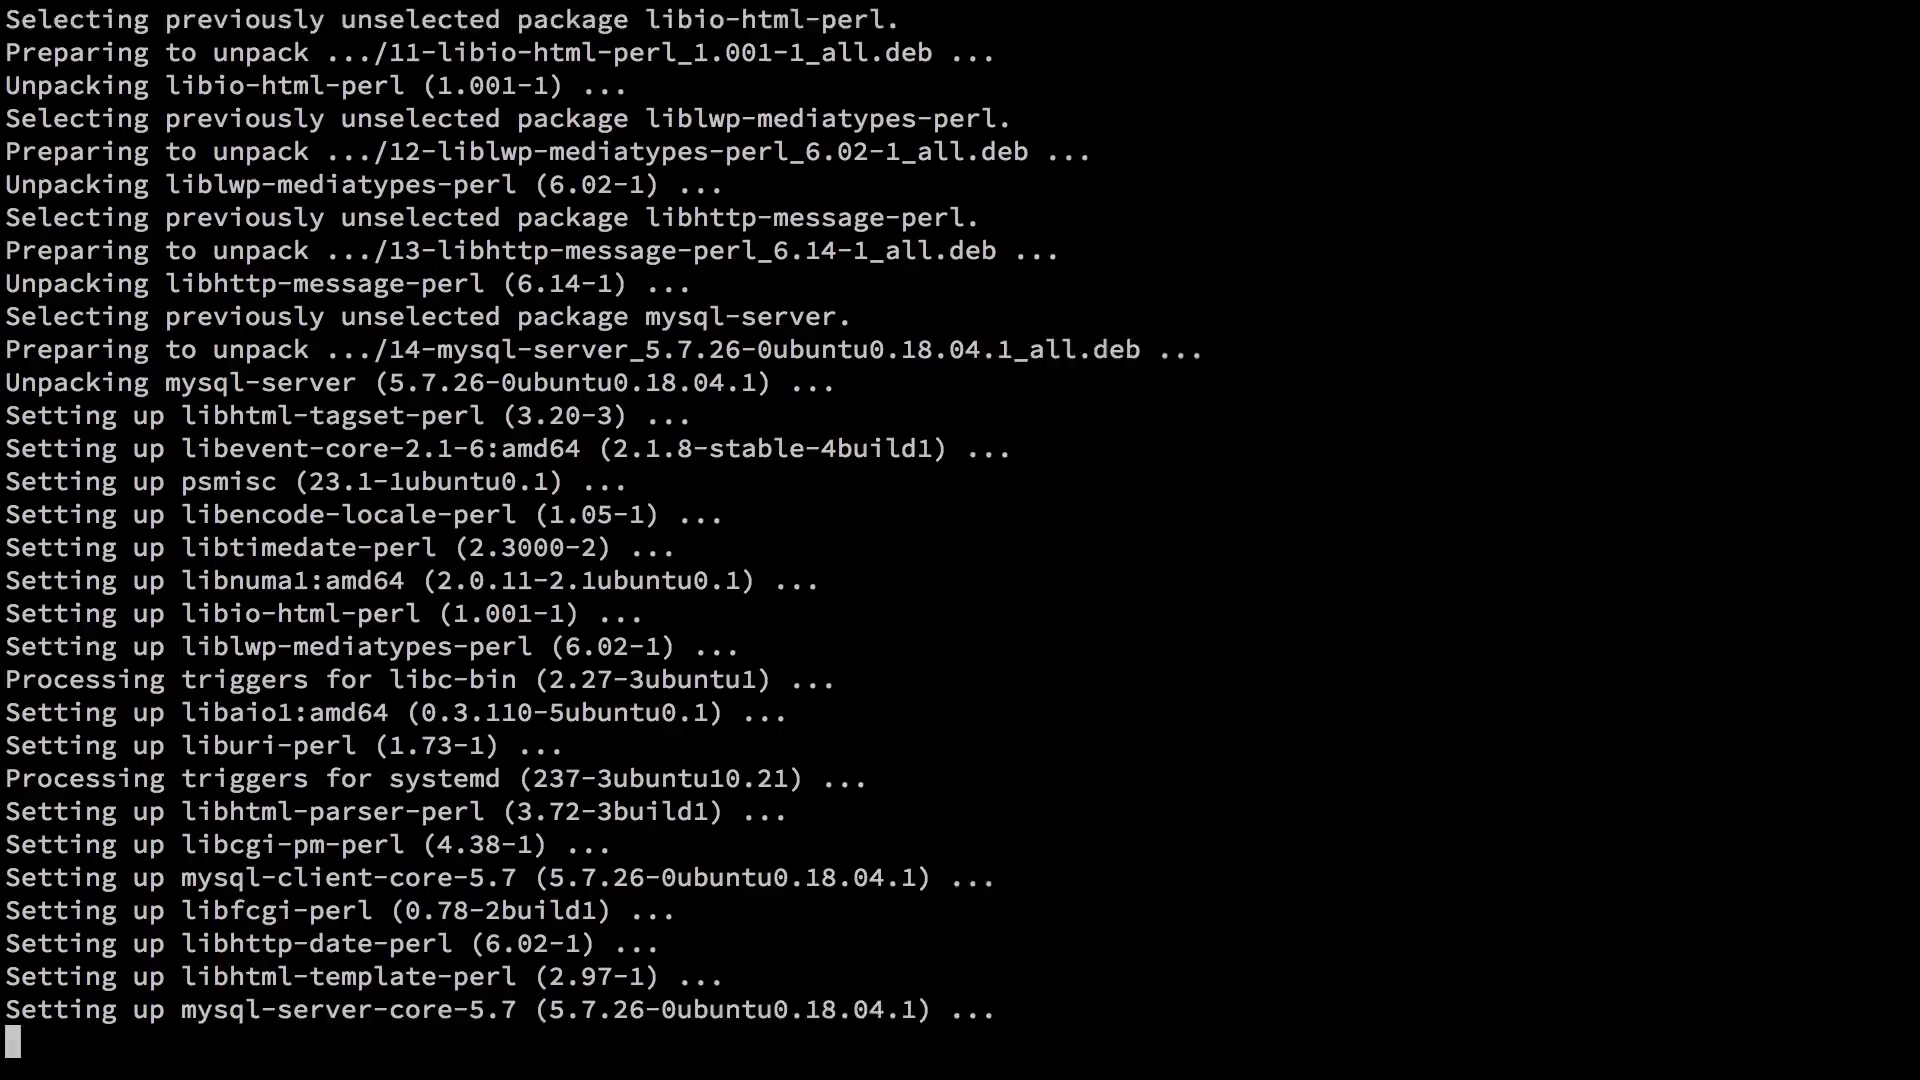 Selecting previously unselected package libio-html-perl.
Preparing to unpack .../11-libio-html-perl_1.001-1_all.deb ...
Unpacking libio-html-perl (1.001-1) ...
Selecting previously unselected package liblwp-mediatypes-perl.
Preparing to unpack .../12-liblwp-mediatypes-perl_6.02-1_all.deb ...
Unpacking liblwp-mediatypes-perl (6.02-1) ...
Selecting previously unselected package libhttp-message-perl.
Preparing to unpack .../13-libhttp-message-perl_6.14-1_all.deb ...
Unpacking libhttp-message-perl (6.14-1) ...
Selecting previously unselected package mysql-server.
Preparing to unpack .../14-mysql-server_5.7.26-0ubuntu0.18.04.1_all.deb ...
Unpacking mysql-server (5.7.26-0ubuntu0.18.04.1) ...
Setting up libhtml-tagset-perl (3.20-3) ...
Setting up libevent-core-2.1-6:amd64 (2.1.8-stable-4build1) ...
Setting up psmisc (23.1-1ubuntu0.1) ...
Setting up libencode-locale-perl (1.05-1) ...
Setting up libtimedate-perl (2.3000-2) ...
Setting up libnuma1:amd64 (2.0.11-2.1ubuntu0.1) ...
Setting up libio-html-perl (1.001-1) ...
Setting up liblwp-mediatypes-perl (6.02-1) ...
Processing triggers for libc-bin (2.27-3ubuntu1) ...
Setting up libaio1:amd64 (0.3.110-5ubuntu0.1) ...
Setting up liburi-perl (1.73-1) ...
Processing triggers for systemd (237-3ubuntu10.21) ...
Setting up libhtml-parser-perl (3.72-3build1) ...
Setting up libcgi-pm-perl (4.38-1) ...
Setting up mysql-client-core-5.7 (5.7.26-0ubuntu0.18.04.1) ...
Setting up libfcgi-perl (0.78-2build1) ...
Setting up libhttp-date-perl (6.02-1) ...
Setting up libhtml-template-perl (2.97-1) ...
Setting up mysql-server-core-5.7 (5.7.26-0ubuntu0.18.04.1) ...